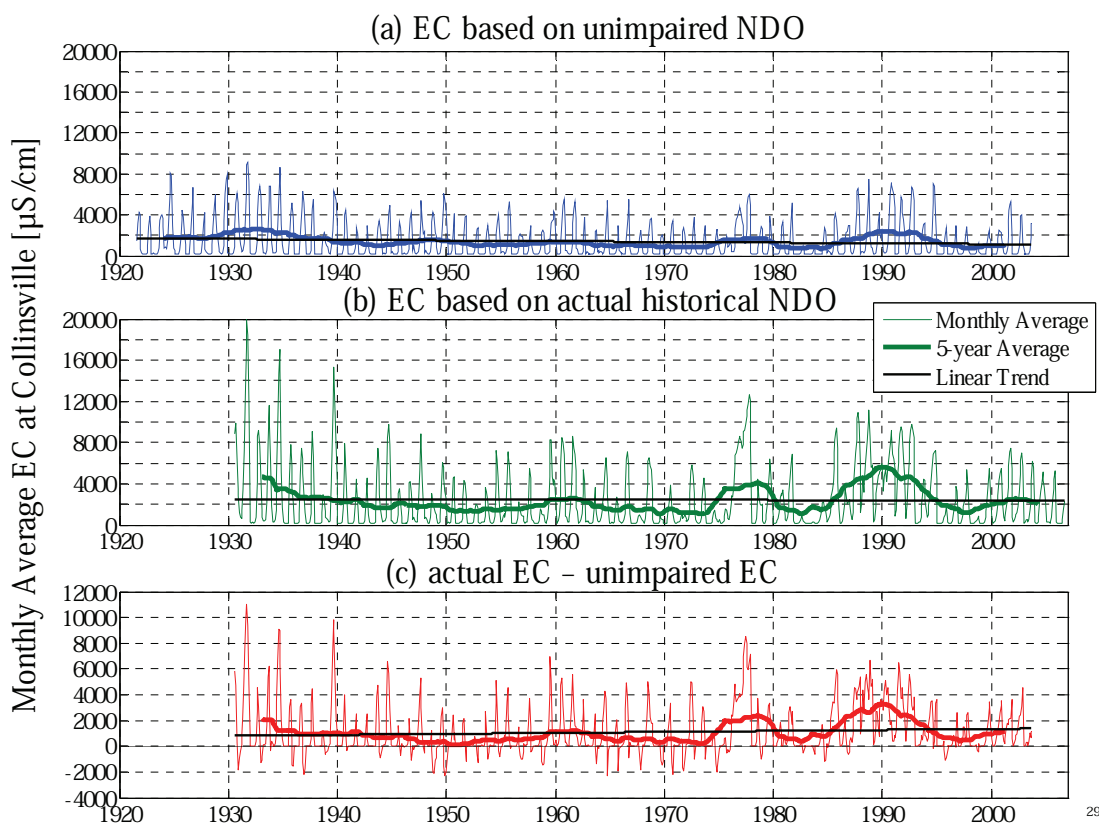 (a) EC based on unimpaired NDO
20000
16000
12000
8000
4000
0
1920 1930 1940 1950 1960 1970 1980 1990 2000
Monthly Average EC at Collinsville [µS/cm]
(b) EC based on actual historical NDO
20000
16000
12000
8000
4000
0
1920 1930 1940 1950 1960 1970 1980 1990 2000
Monthly Average
5-year Average
Linear Trend
(c) actual EC – unimpaired EC
12000
10000
8000
6000
4000
2000
0
-2000
-4000
1920 1930 1940 1950 1960 1970 1980 1990 2000
29